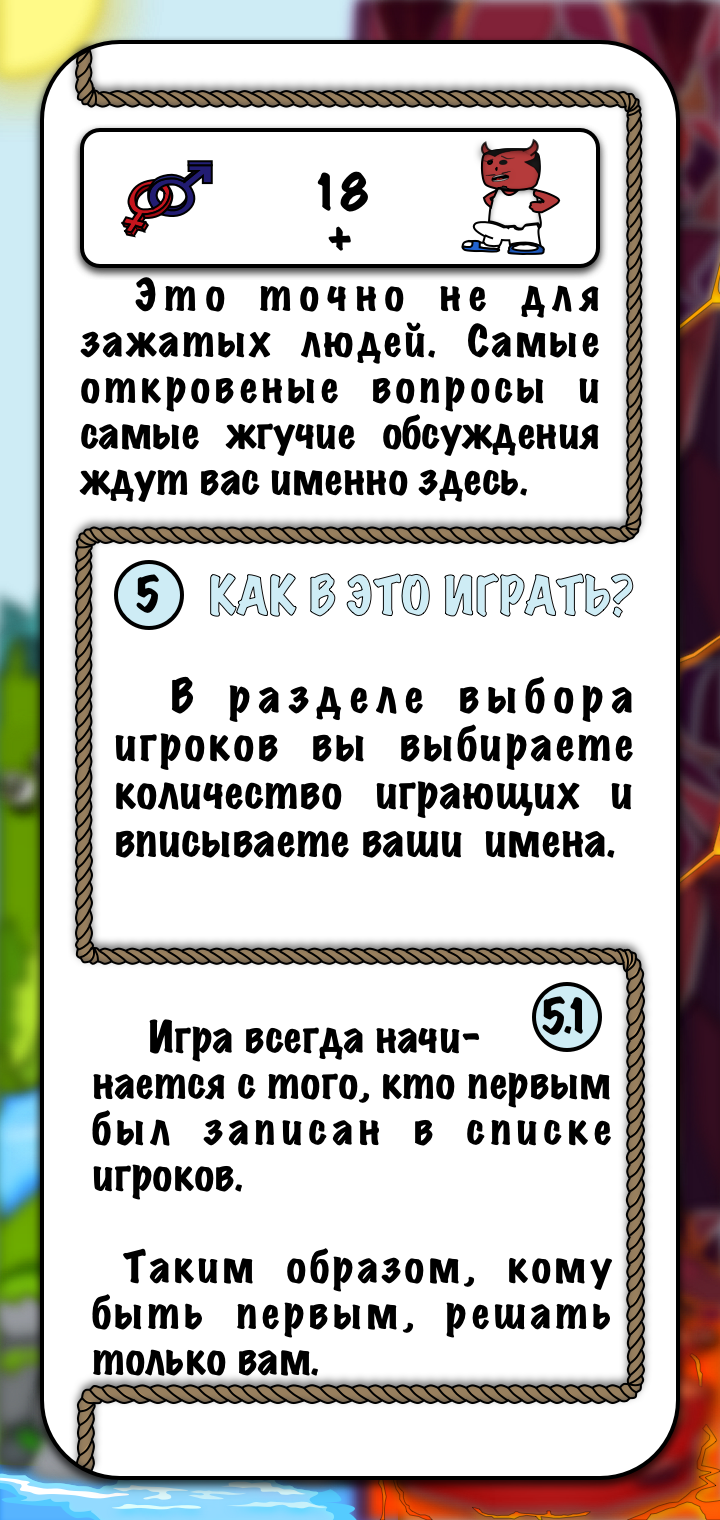 18
+
Это точно не для
зажатых людей. Самые
откровеные вопросы и
самые жгучие обсуждения
ждут вас именно здесь.
5 КАК В ЭТО ИГРАТЬ?
В разделе выбора
игроков вы выбираете
количество играющих и
вписываете ваши имена.
5.1
Игра всегда начи-
нается с того, кто первым
был записан в списке
игроков.
Таким образом, кому
быть первым, решать
только вам.